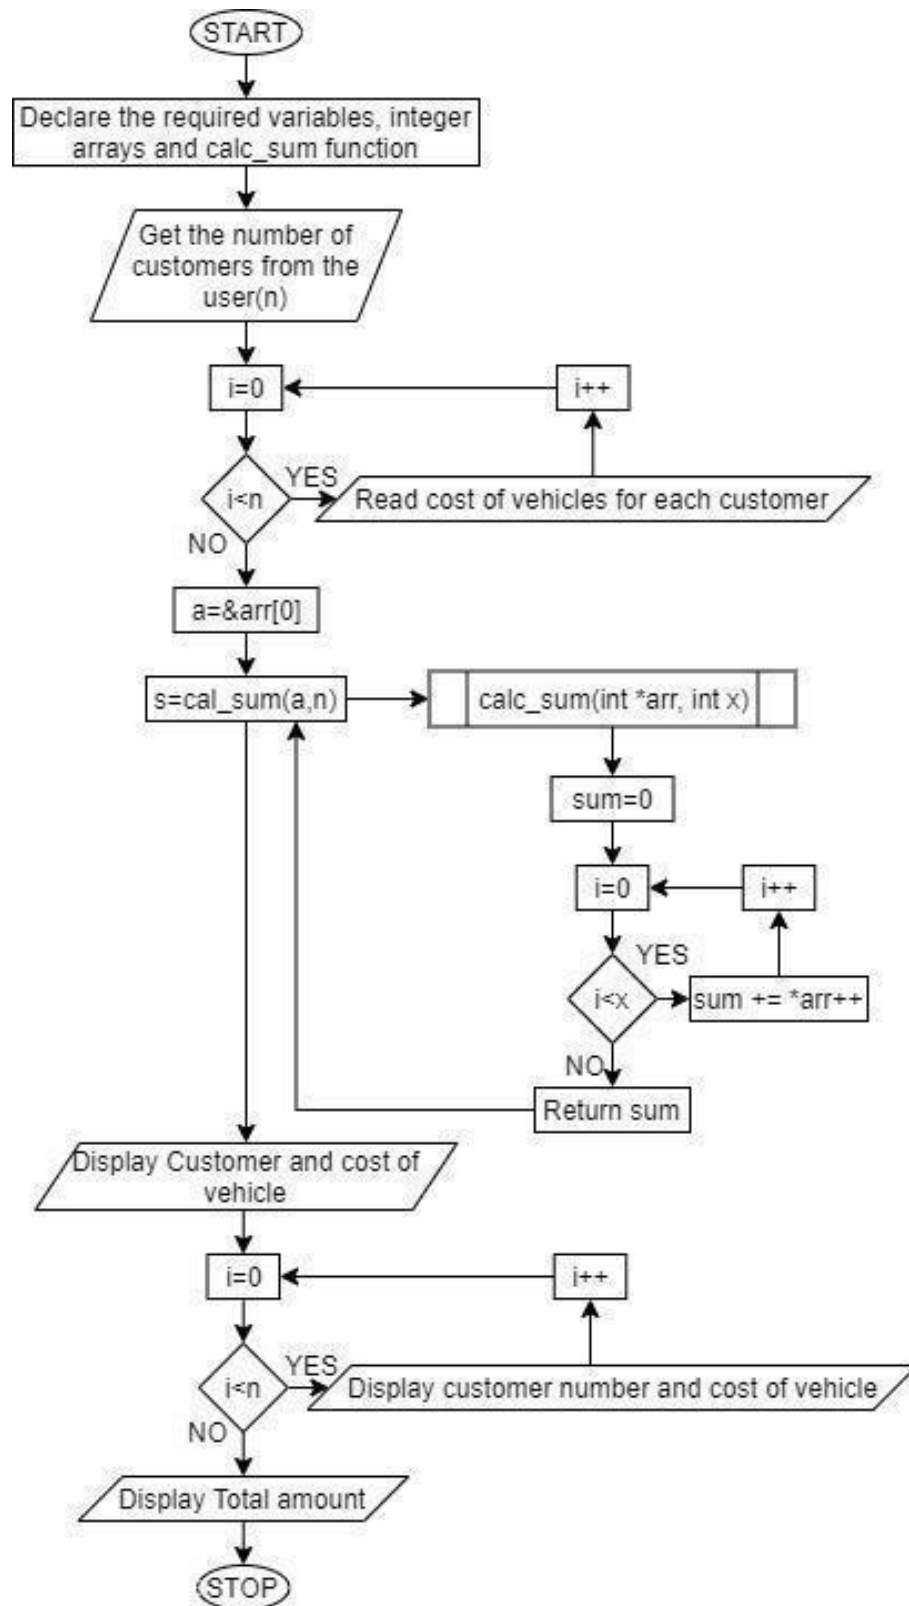 START
Declare the required variables, integer
arrays and calc_sum function
Get the number of
customers from the
user(n)
i=0
i++
i<n
YES
Read cost of vehicles for each customer
NO
a=&arr[0]
s=cal_sum(a,n)
calc_sum(int *arr, int x)
sum=0
i=0
i++
YES
i<x
sum += *arr++
NO
Return sum
Display Customer and cost of
vehicle
i=0
i++
i<n
YES
Display customer number and cost of vehicle
NO
Display Total amount
STOP